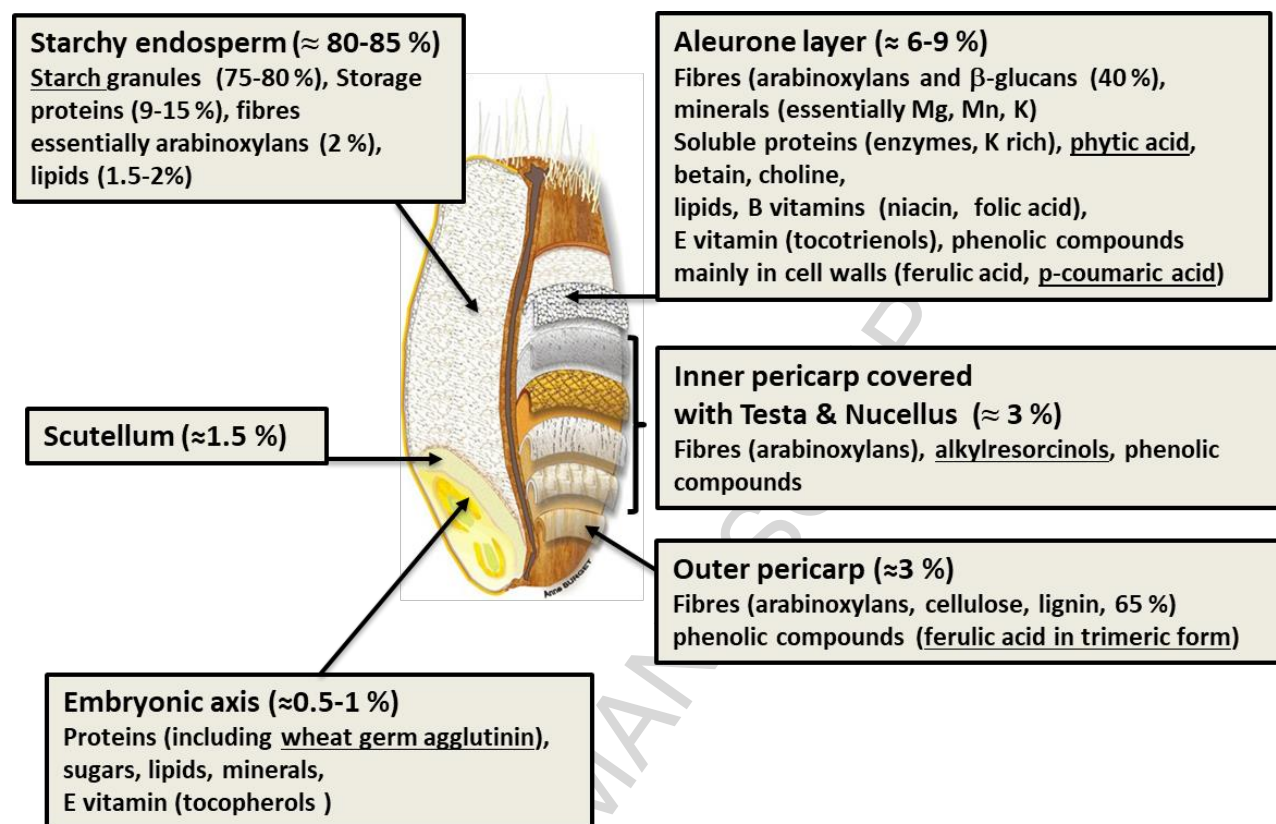 Starchy endosperm (≈ 80-85 %)
Starch granules (75-80 %), Storage
proteins (9-15 %), fibres
essentially arabinoxylans (2 %),
lipids (1.5-2%)
Aleurone layer (≈ 6-9 %)
Fibres (arabinoxylans and β-glucans (40 %),
minerals (essentially Mg, Mn, K)
Soluble proteins (enzymes, K rich), phytic acid,
betain, choline,
lipids, B vitamins (niacin, folic acid),
E vitamin (tocotrienols), phenolic compounds
mainly in cell walls (ferulic acid, p-coumaric acid)
Inner pericarp covered
with Testa & Nucellus (≈ 3 %)
Fibres (arabinoxylans), alkylresorcinols, phenolic
compounds
Scutellum (≈1.5 %)
Outer pericarp (≈3 %)
Fibres (arabinoxylans, cellulose, lignin, 65 %)
phenolic compounds (ferulic acid in trimeric form)
Anne BURGET
Embryonic axis (≈0.5-1 %)
Proteins (including wheat germ agglutinin),
sugars, lipids, minerals,
E vitamin (tocopherols )